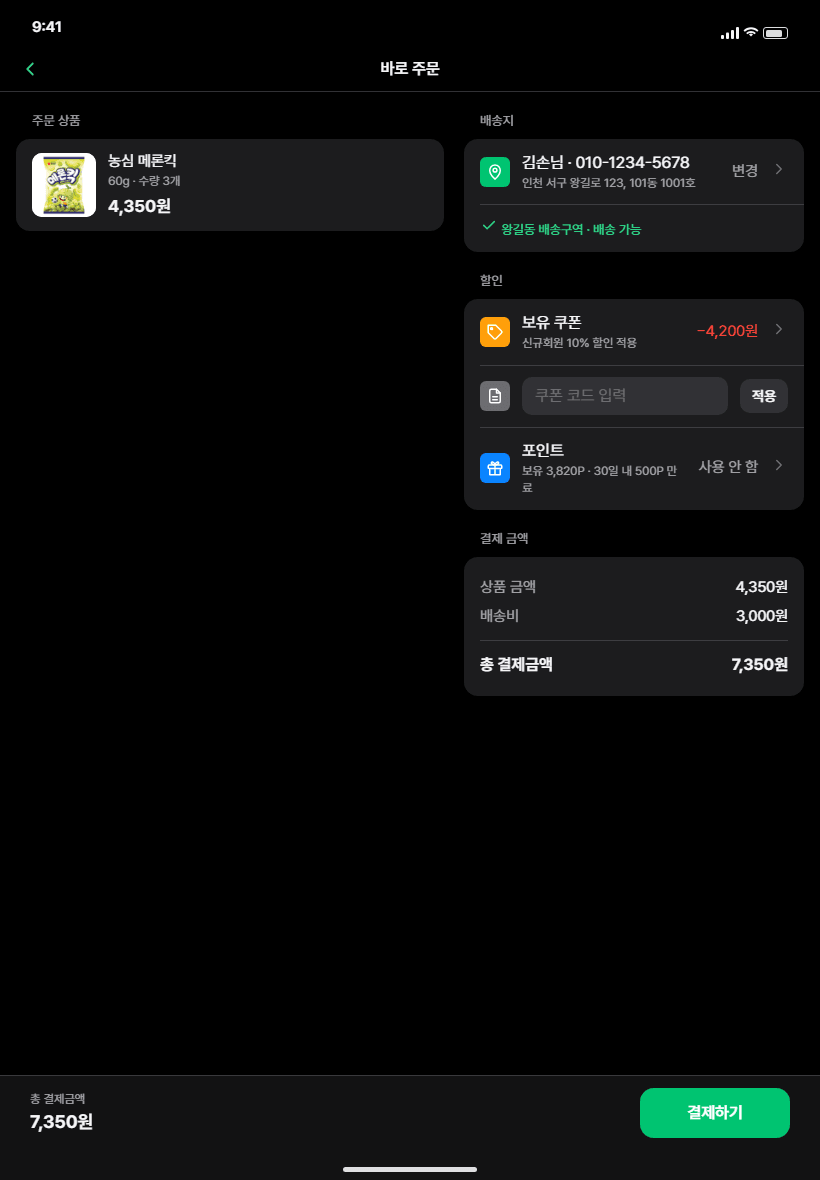 9:41
바로 주문
주문 상품
메론킥
농심 메론킥
60g · 수량 3개
4,350원
배송지
김손님 · 010-1234-5678
인천 서구 왕길로 123, 101동 1001호
변경
왕길동 배송구역 · 배송 가능
할인
보유 쿠폰
신규회원 10% 할인 적용
−4,200원
쿠폰 코드 입력
적용
포인트
보유 3,820P · 30일 내 500P 만
료
사용 안 함
결제 금액
상품 금액 4,350원
배송비 3,000원
총 결제금액 7,350원
총 결제금액
7,350원
결제하기